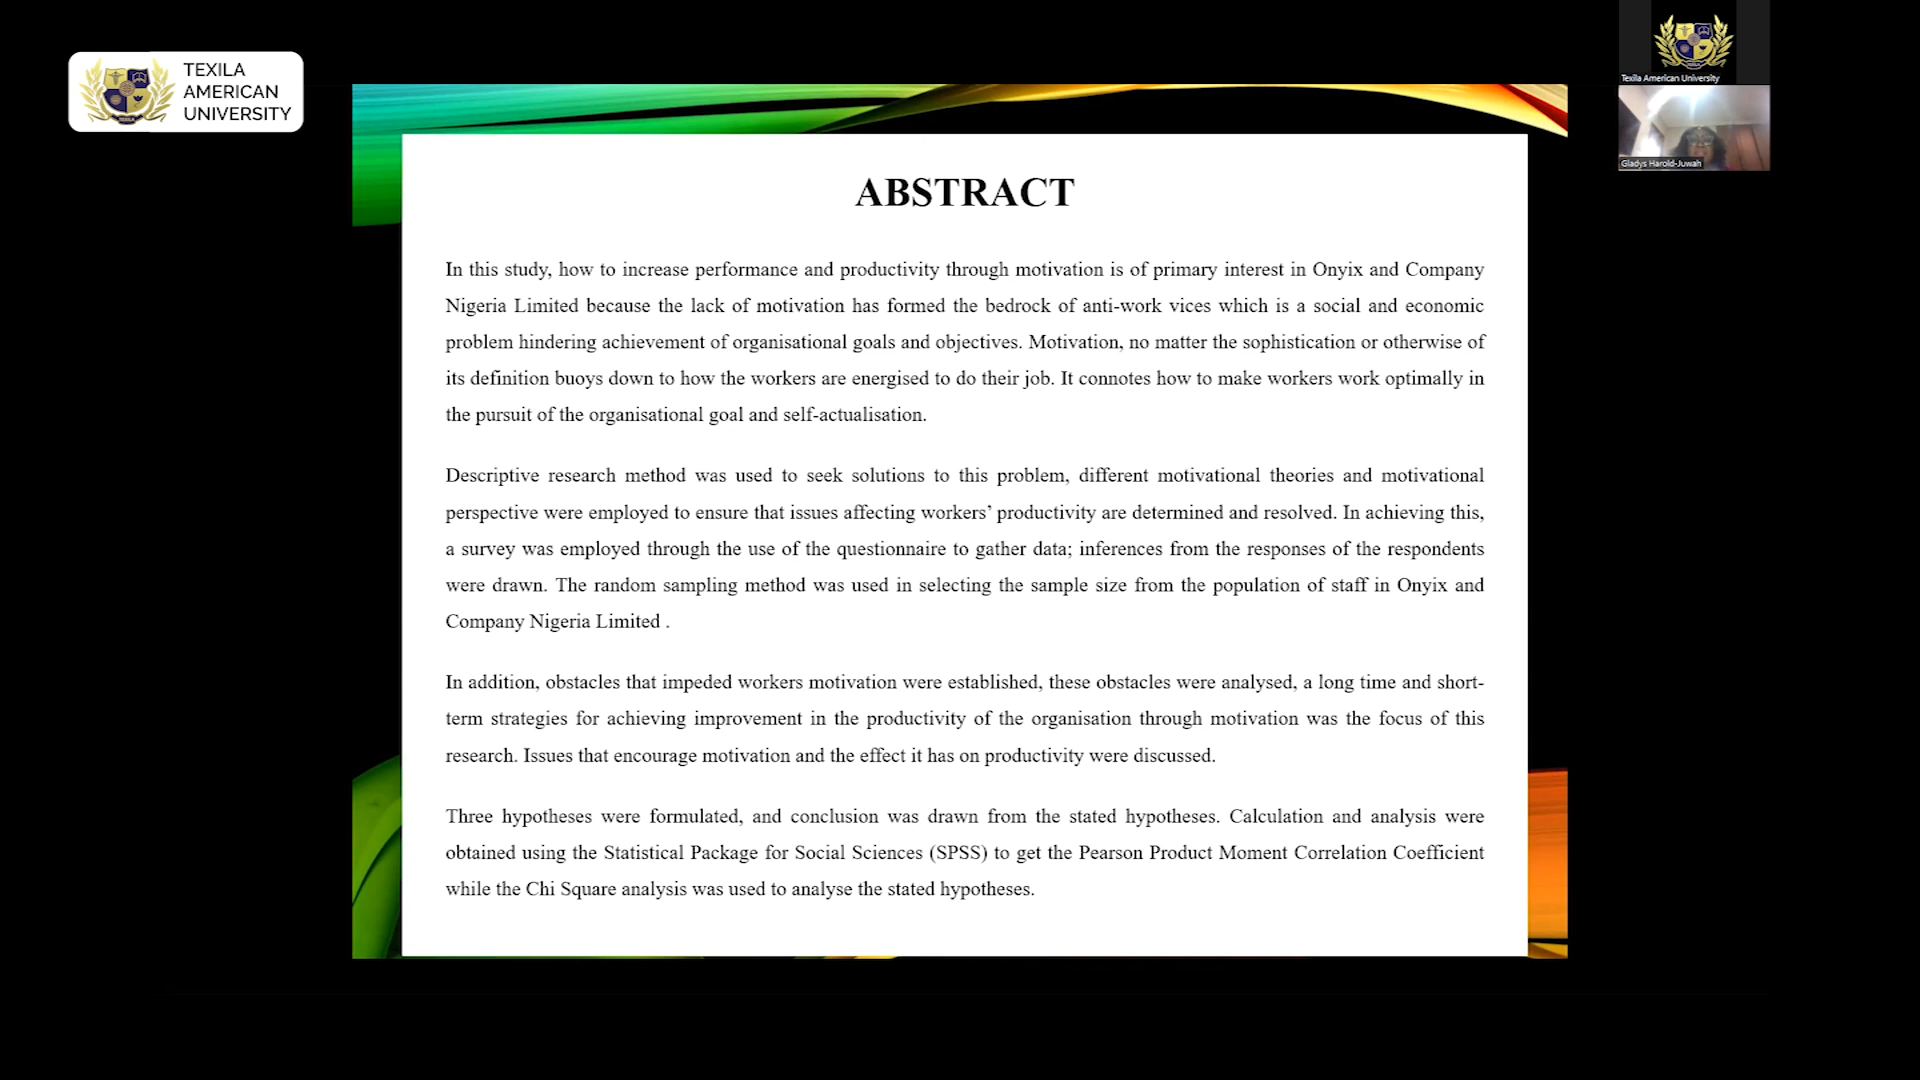 TEXILA
AMERICAN
UNIVERSITY
Texila American University
Gladys Harold-Juwah
ABSTRACT
In this study, how to increase performance and productivity through motivation is of primary interest in Onyix and Company
Nigeria Limited because the lack of motivation has formed the bedrock of anti-work vices which is a social and economic
problem hindering achievement of organisational goals and objectives. Motivation, no matter the sophistication or otherwise of
its definition buoys down to how the workers are energised to do their job. It connotes how to make workers work optimally in
the pursuit of the organisational goal and self-actualisation.
Descriptive research method was used to seek solutions to this problem, different motivational theories and motivational
perspective were employed to ensure that issues affecting workers’ productivity are determined and resolved. In achieving this,
a survey was employed through the use of the questionnaire to gather data; inferences from the responses of the respondents
were drawn. The random sampling method was used in selecting the sample size from the population of staff in Onyix and
Company Nigeria Limited .
In addition, obstacles that impeded workers motivation were established, these obstacles were analysed, a long time and short-
term strategies for achieving improvement in the productivity of the organisation through motivation was the focus of this
research. Issues that encourage motivation and the effect it has on productivity were discussed.
Three hypotheses were formulated, and conclusion was drawn from the stated hypotheses. Calculation and analysis were
obtained using the Statistical Package for Social Sciences (SPSS) to get the Pearson Product Moment Correlation Coefficient
while the Chi Square analysis was used to analyse the stated hypotheses.